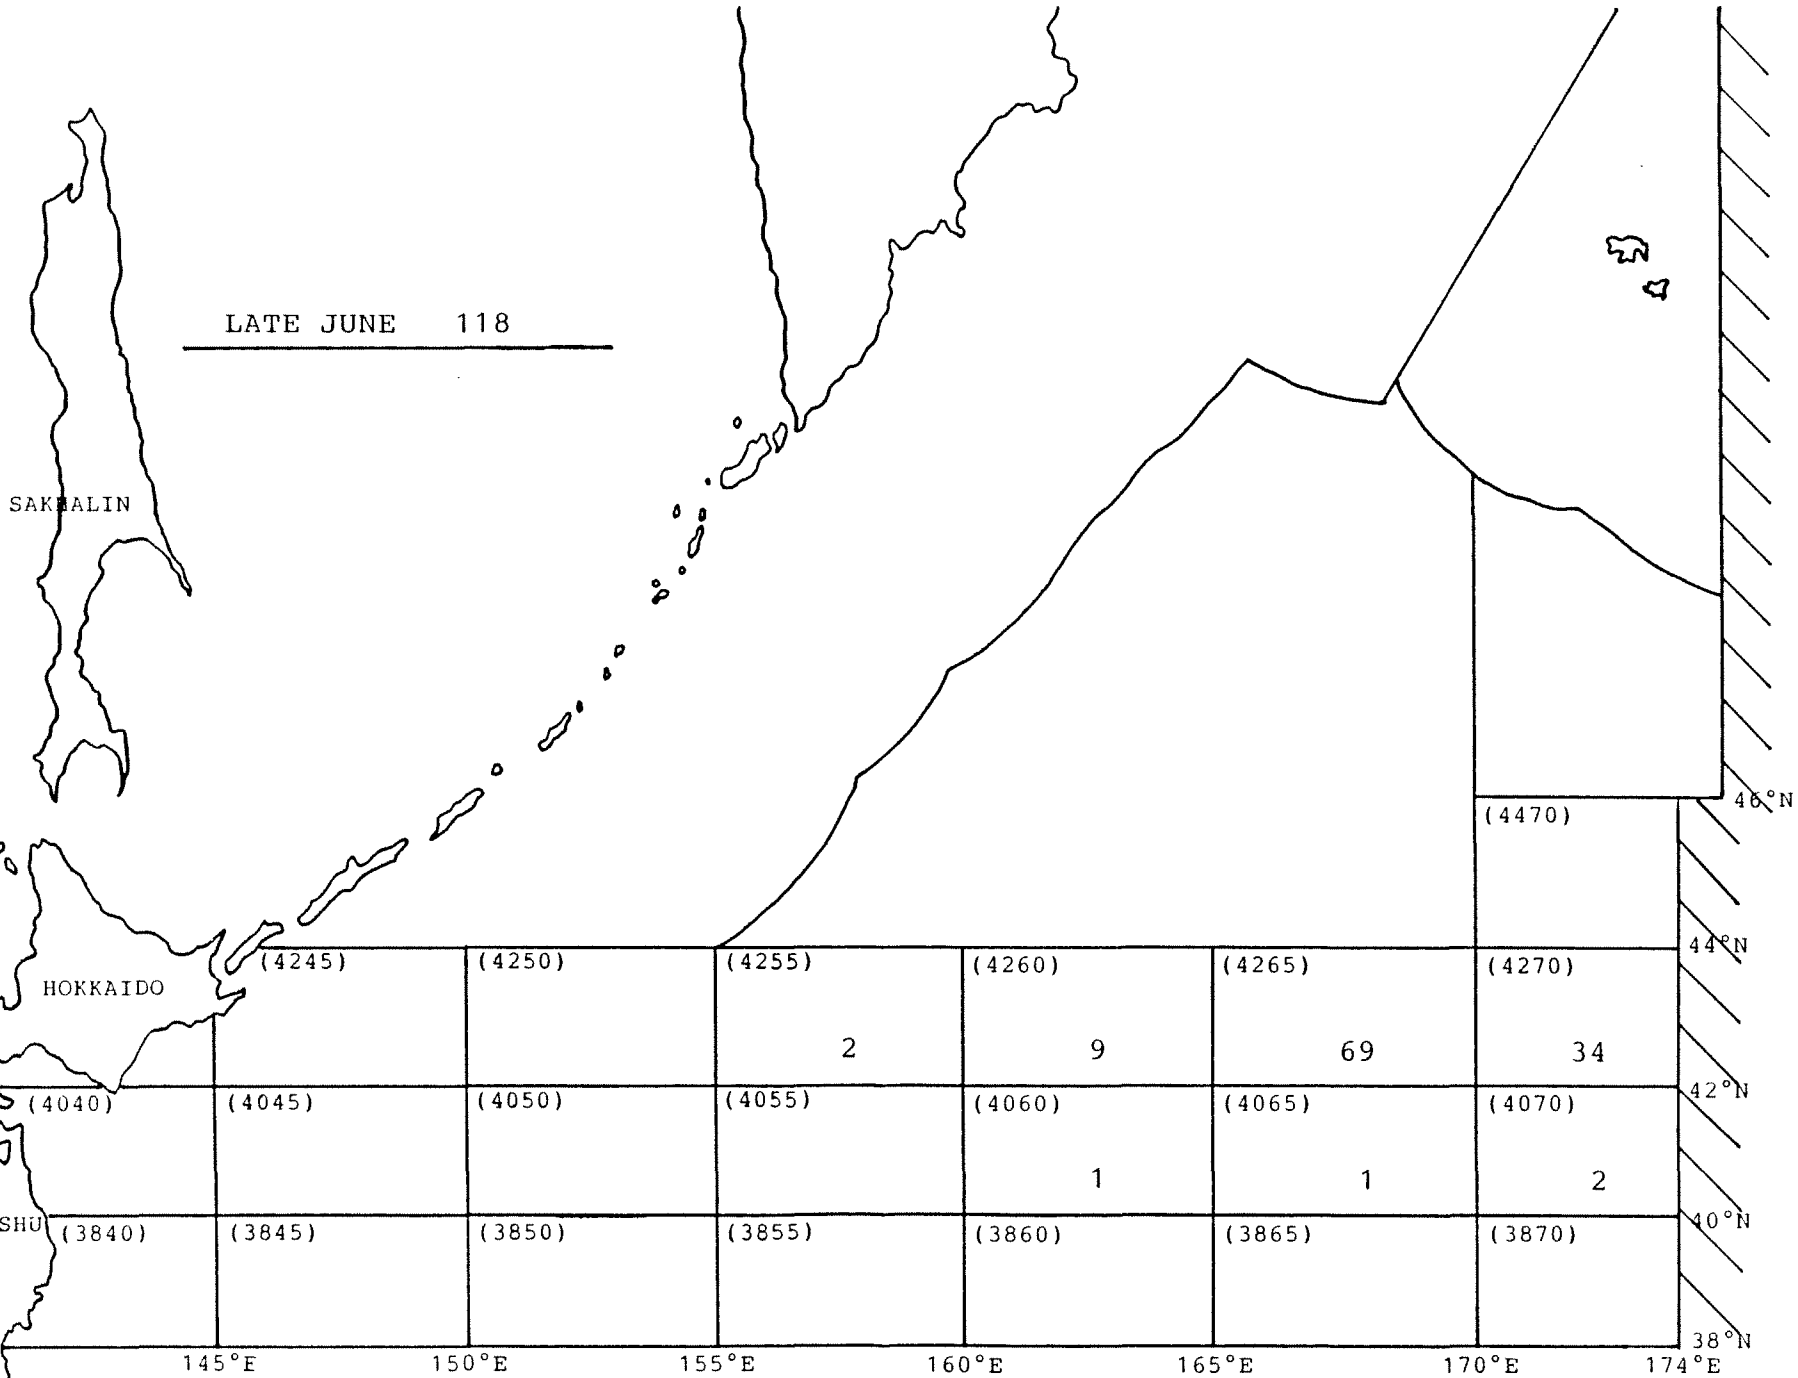 LATE JUNE 118
SAKHALIN
46°N
(4470)
44°N
(4245) (4250) (4255) (4260) (4265) (4270)
HOKKAIDO
2 9 69 34
42°N
(4040) (4045) (4050) (4055) (4060) (4065) (4070)
1 1 2
40°N
SHU (3840) (3845) (3850) (3855) (3860) (3865) (3870)
38°N
145°E 150°E 155°E 160°E 165°E 170°E 174°E